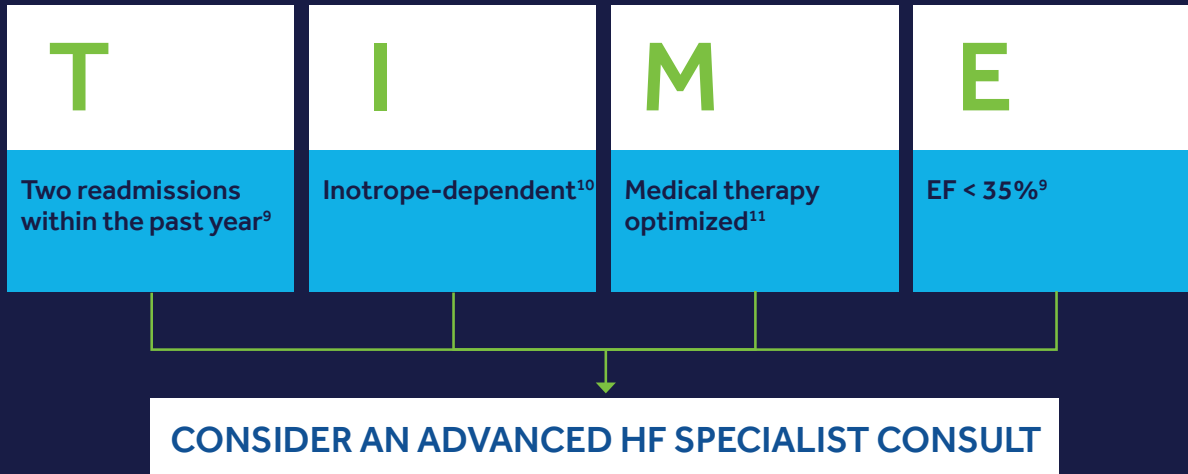 T
I
M
E
Two readmissions
within the past year⁹
Inotrope-dependent¹⁰
Medical therapy
optimized¹¹
EF < 35%⁹
CONSIDER AN ADVANCED HF SPECIALIST CONSULT